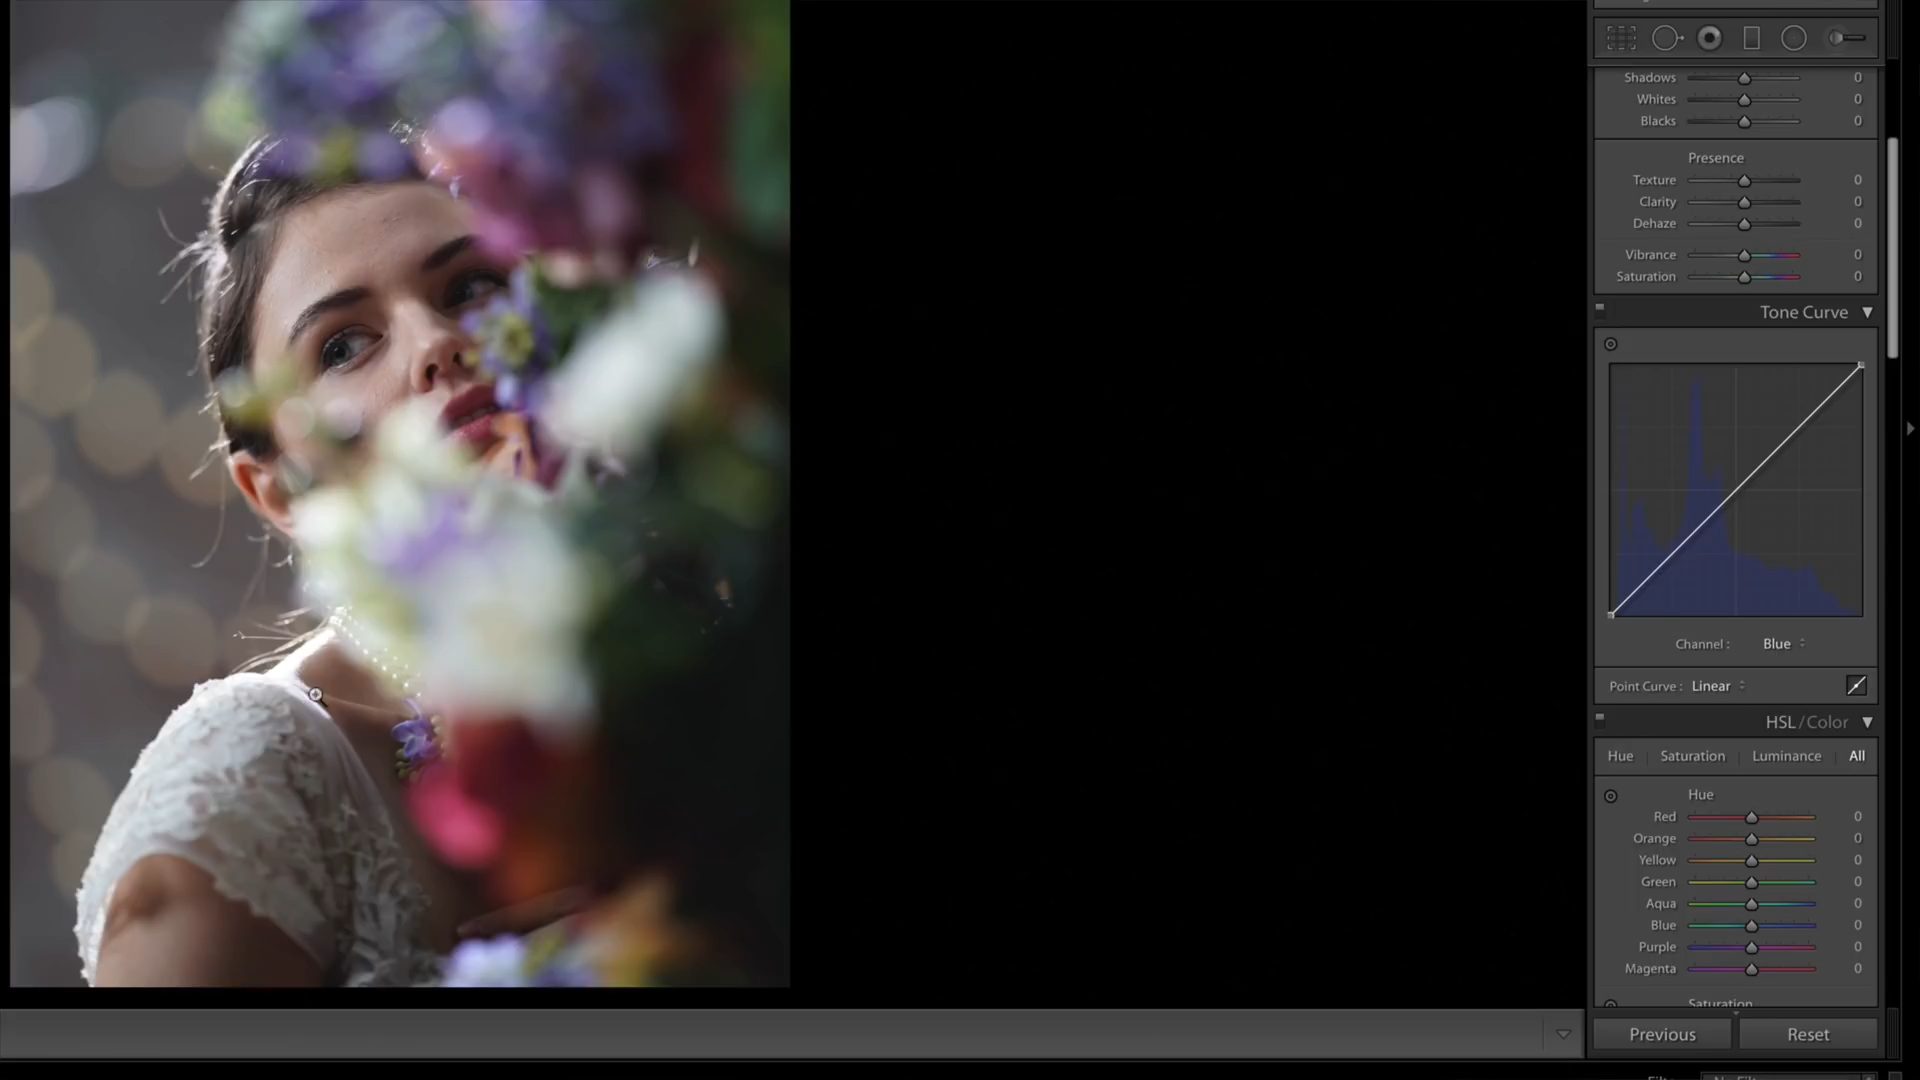 Shadows 0
Whites 0
Blacks 0
Presence
Texture 0
Clarity 0
Dehaze 0
Vibrance 0
Saturation 0
Tone Curve
Channel : Blue
Point Curve : Linear
HSL / Color
Hue Saturation Luminance All
Hue
Red 0
Orange 0
Yellow 0
Green 0
Aqua 0
Blue 0
Purple 0
Magenta 0
Saturation
Previous Reset